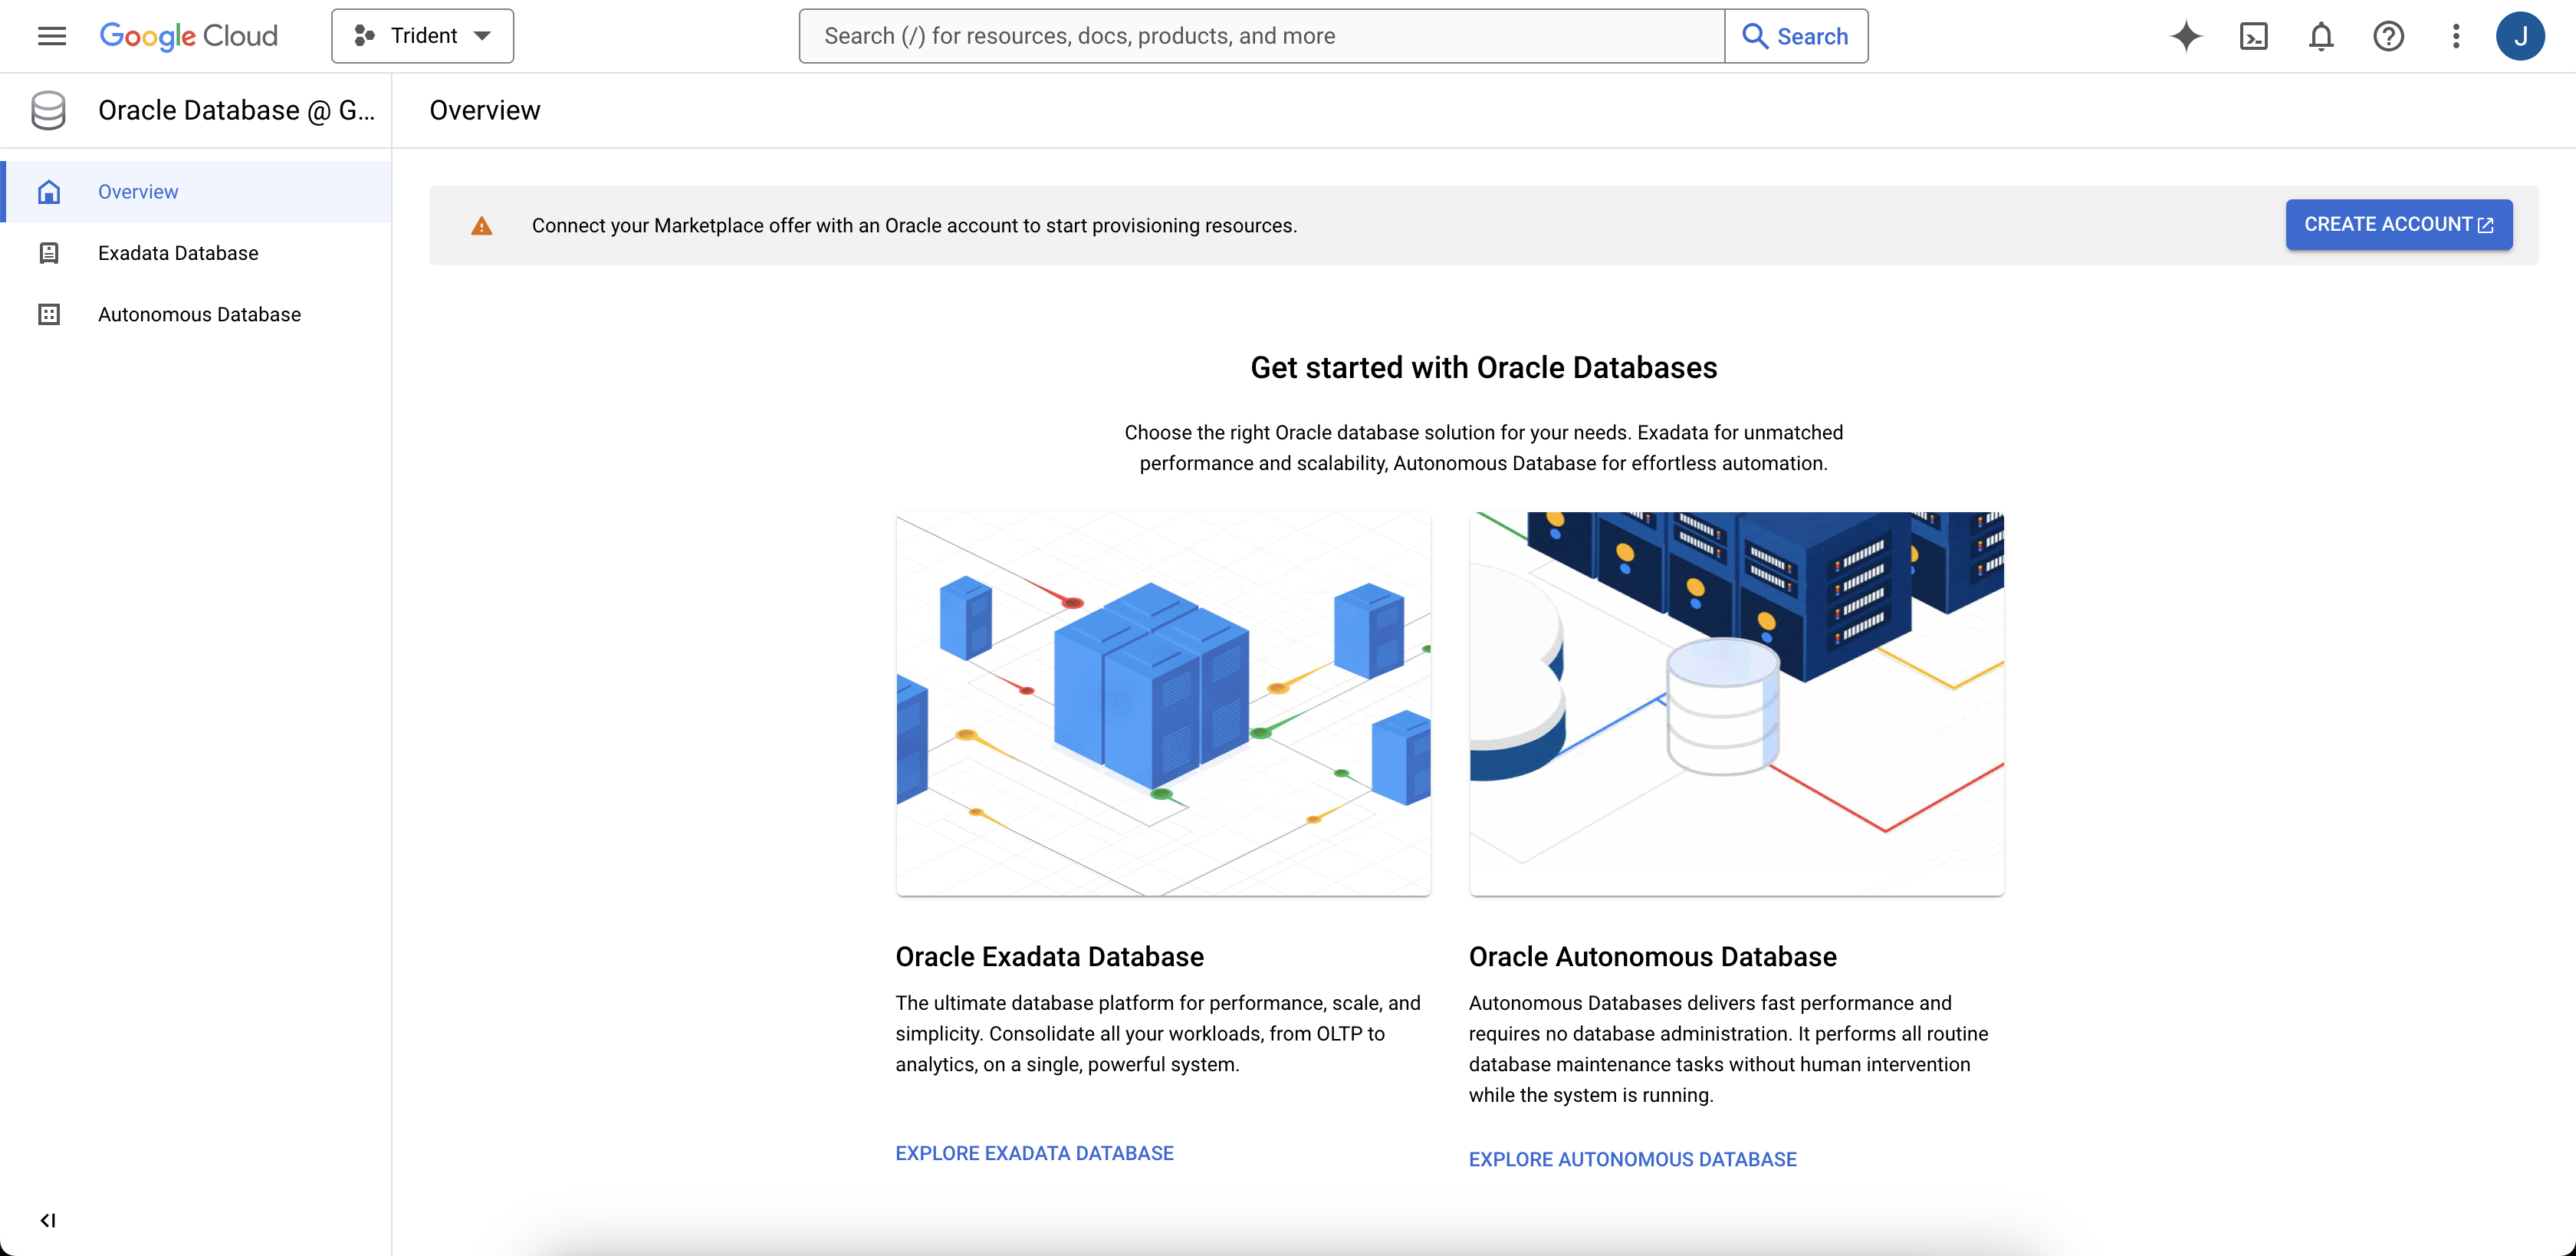 Google Cloud
Trident
Search (/) for resources, docs, products, and more
Search
J
Oracle Database @ G...
Overview
Overview
Exadata Database
Autonomous Database
Connect your Marketplace offer with an Oracle account to start provisioning resources.
CREATE ACCOUNT
Get started with Oracle Databases
Choose the right Oracle database solution for your needs. Exadata for unmatched
performance and scalability, Autonomous Database for effortless automation.
Oracle Exadata Database
The ultimate database platform for performance, scale, and
simplicity. Consolidate all your workloads, from OLTP to
analytics, on a single, powerful system.
EXPLORE EXADATA DATABASE
Oracle Autonomous Database
Autonomous Databases delivers fast performance and
requires no database administration. It performs all routine
database maintenance tasks without human intervention
while the system is running.
EXPLORE AUTONOMOUS DATABASE